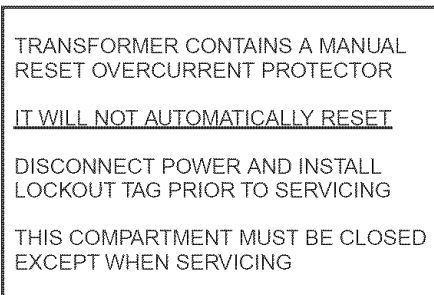 TRANSFORMER CONTAINS A MANUAL
RESET OVERCURRENT PROTECTOR
IT WILL NOT AUTOMATICALLY RESET
DISCONNECT POWER AND INSTALL
LOCKOUT TAG PRIOR TO SERVICING
THIS COMPARTMENT MUST BE CLOSED
EXCEPT WHEN SERVICING